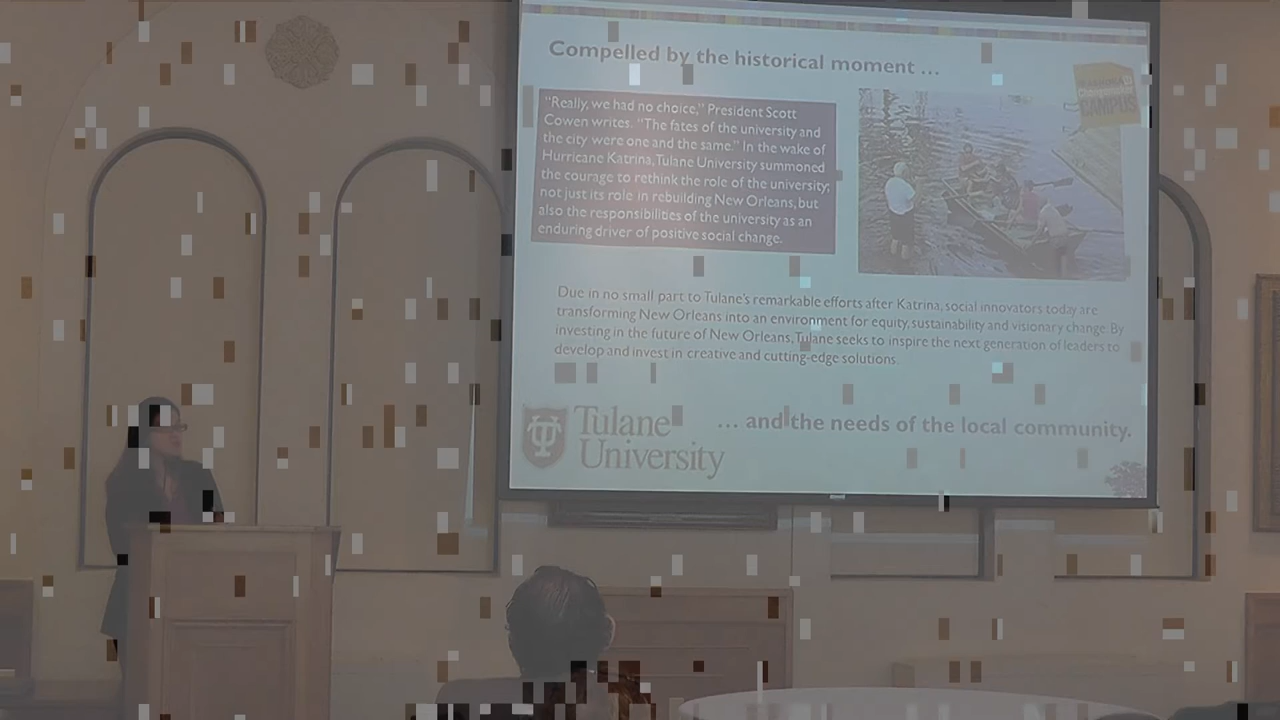 Compelled by the historical moment ...
Changemaker
CAMPUS
"Really, we had no choice," President Scott
Cowen writes. "The fates of the university and
the city were one and the same." In the wake of
Hurricane Katrina, Tulane University summoned
the courage to rethink the role of the university;
not just its role in rebuilding New Orleans, but
also the responsibilities of the university as an
enduring driver of positive social change.
Due in no small part to Tulane's remarkable efforts after Katrina, social innovators today are
transforming New Orleans into an environment for equity, sustainability and visionary change. By
investing in the future of New Orleans, Tulane seeks to inspire the next generation of leaders to
develop and invest in creative and cutting-edge solutions.
Tulane
University
... and the needs of the local community.